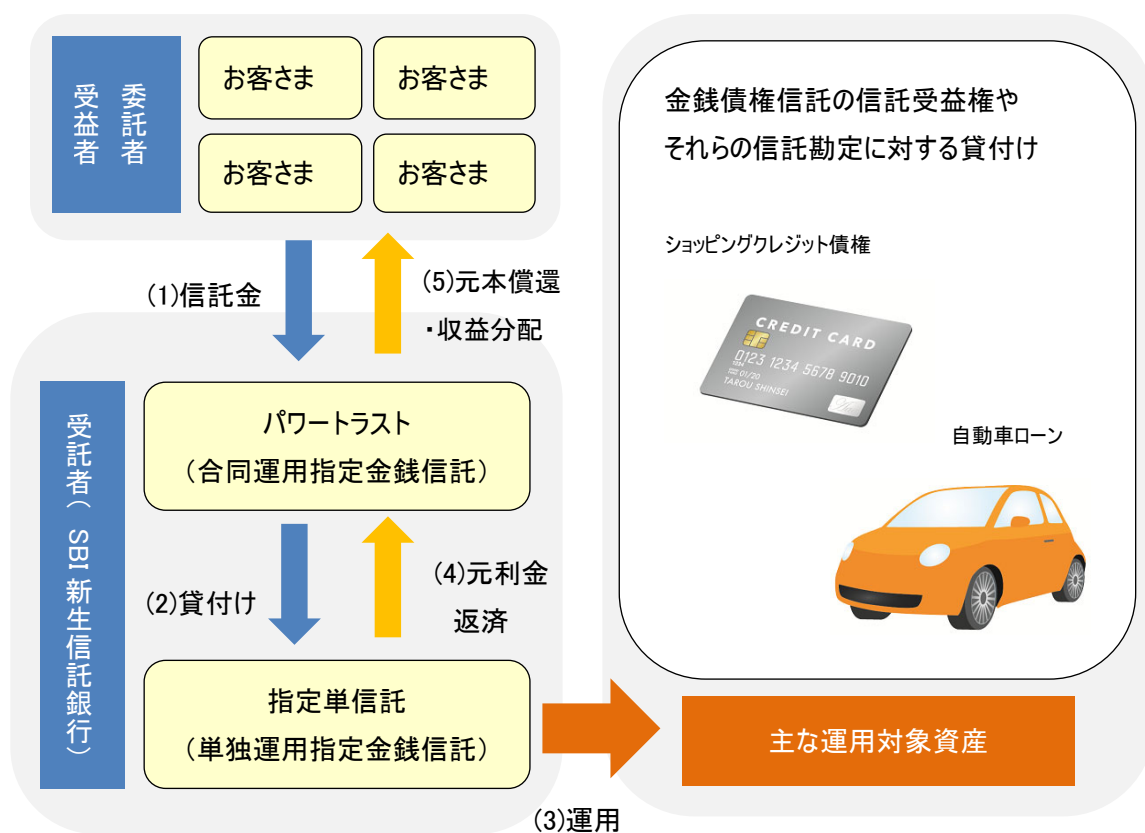 委託者
受益者
お客さま
お客さま
お客さま
お客さま
(1)信託金
(5)元本償還
・収益分配
受託者(SBI新生信託銀行)
パワートラスト
(合同運用指定金銭信託)
(2)貸付け
(4)元利金
返済
指定単信託
(単独運用指定金銭信託)
(3)運用
金銭債権信託の信託受益権や
それらの信託勘定に対する貸付け
ショッピングクレジット債権
CREDIT CARD
0123 1234 5678 9010
01/20
TAROU SHINSEI
自動車ローン
主な運用対象資産